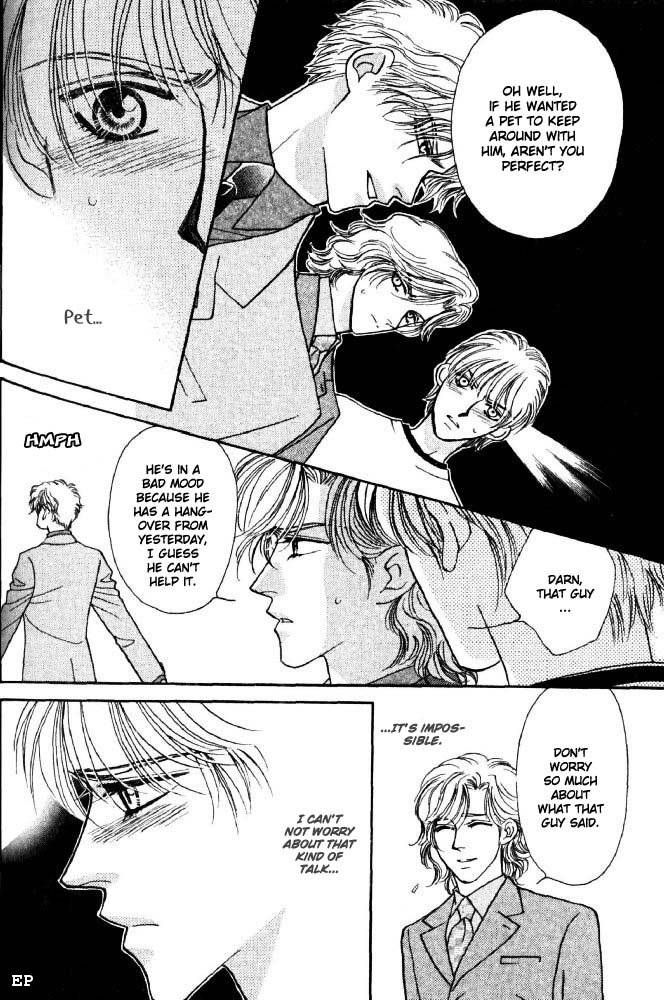 OH WELL,
IF HE WANTED
A PET TO KEEP
AROUND WITH
HIM, AREN'T YOU
PERFECT?
Pet...
HMPH
HE'S IN A
BAD MOOD
BECAUSE HE
HAS A HANG-
OVER FROM
YESTERDAY,
I GUESS
HE CAN'T
HELP IT.
DARN,
THAT GUY
...
DON'T
WORRY
SO MUCH
ABOUT
WHAT THAT
GUY SAID.
...IT'S IMPOS-
SIBLE.
I CAN'T
NOT WORRY
ABOUT THAT
KIND OF
TALK...
EP